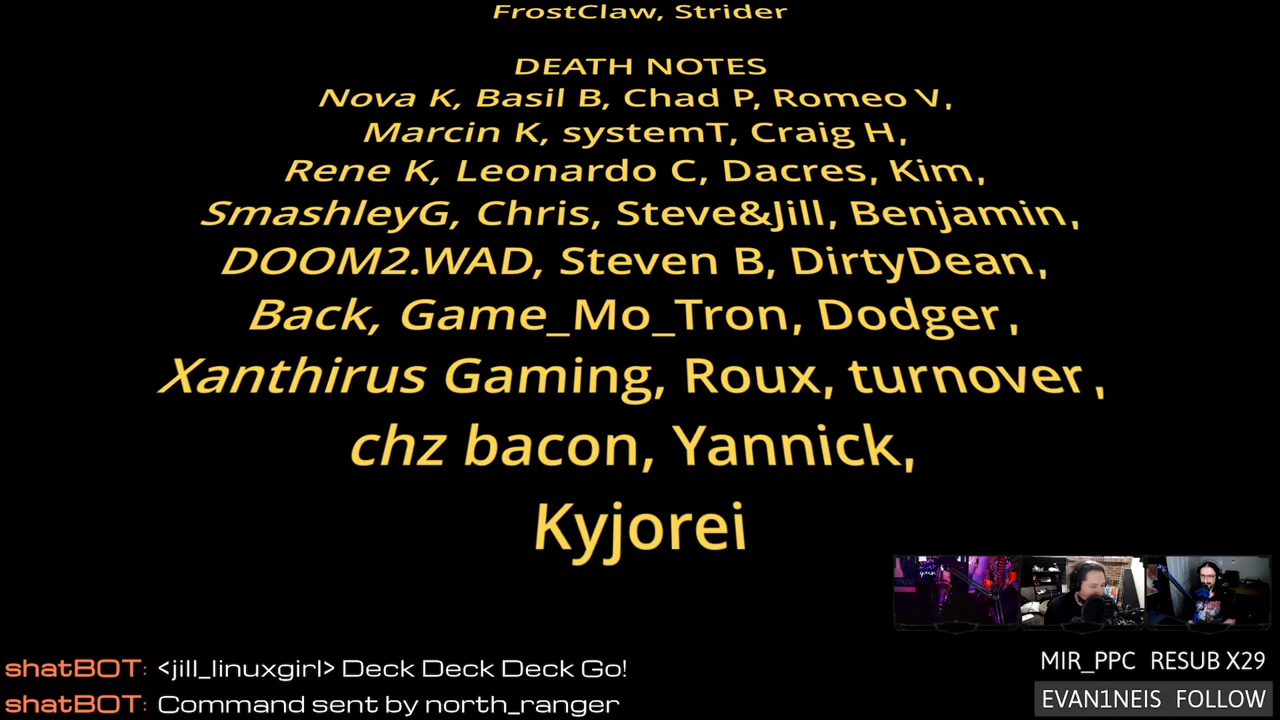 FrostClaw, Strider
DEATH NOTES
Nova K, Basil B, Chad P, Romeo V,
Marcin K, systemT, Craig H,
Rene K, Leonardo C, Dacres, Kim,
SmashleyG, Chris, Steve&Jill, Benjamin,
DOOM2.WAD, Steven B, DirtyDean,
Back, Game_Mo_Tron, Dodger,
Xanthirus Gaming, Roux, turnover,
chz bacon, Yannick,
Kyjorei
shatBOT: <jill_linuxgirl> Deck Deck Deck Go!
shatBOT: Command sent by north_ranger
MIR_PPC RESUB X29
EVAN1NEIS FOLLOW